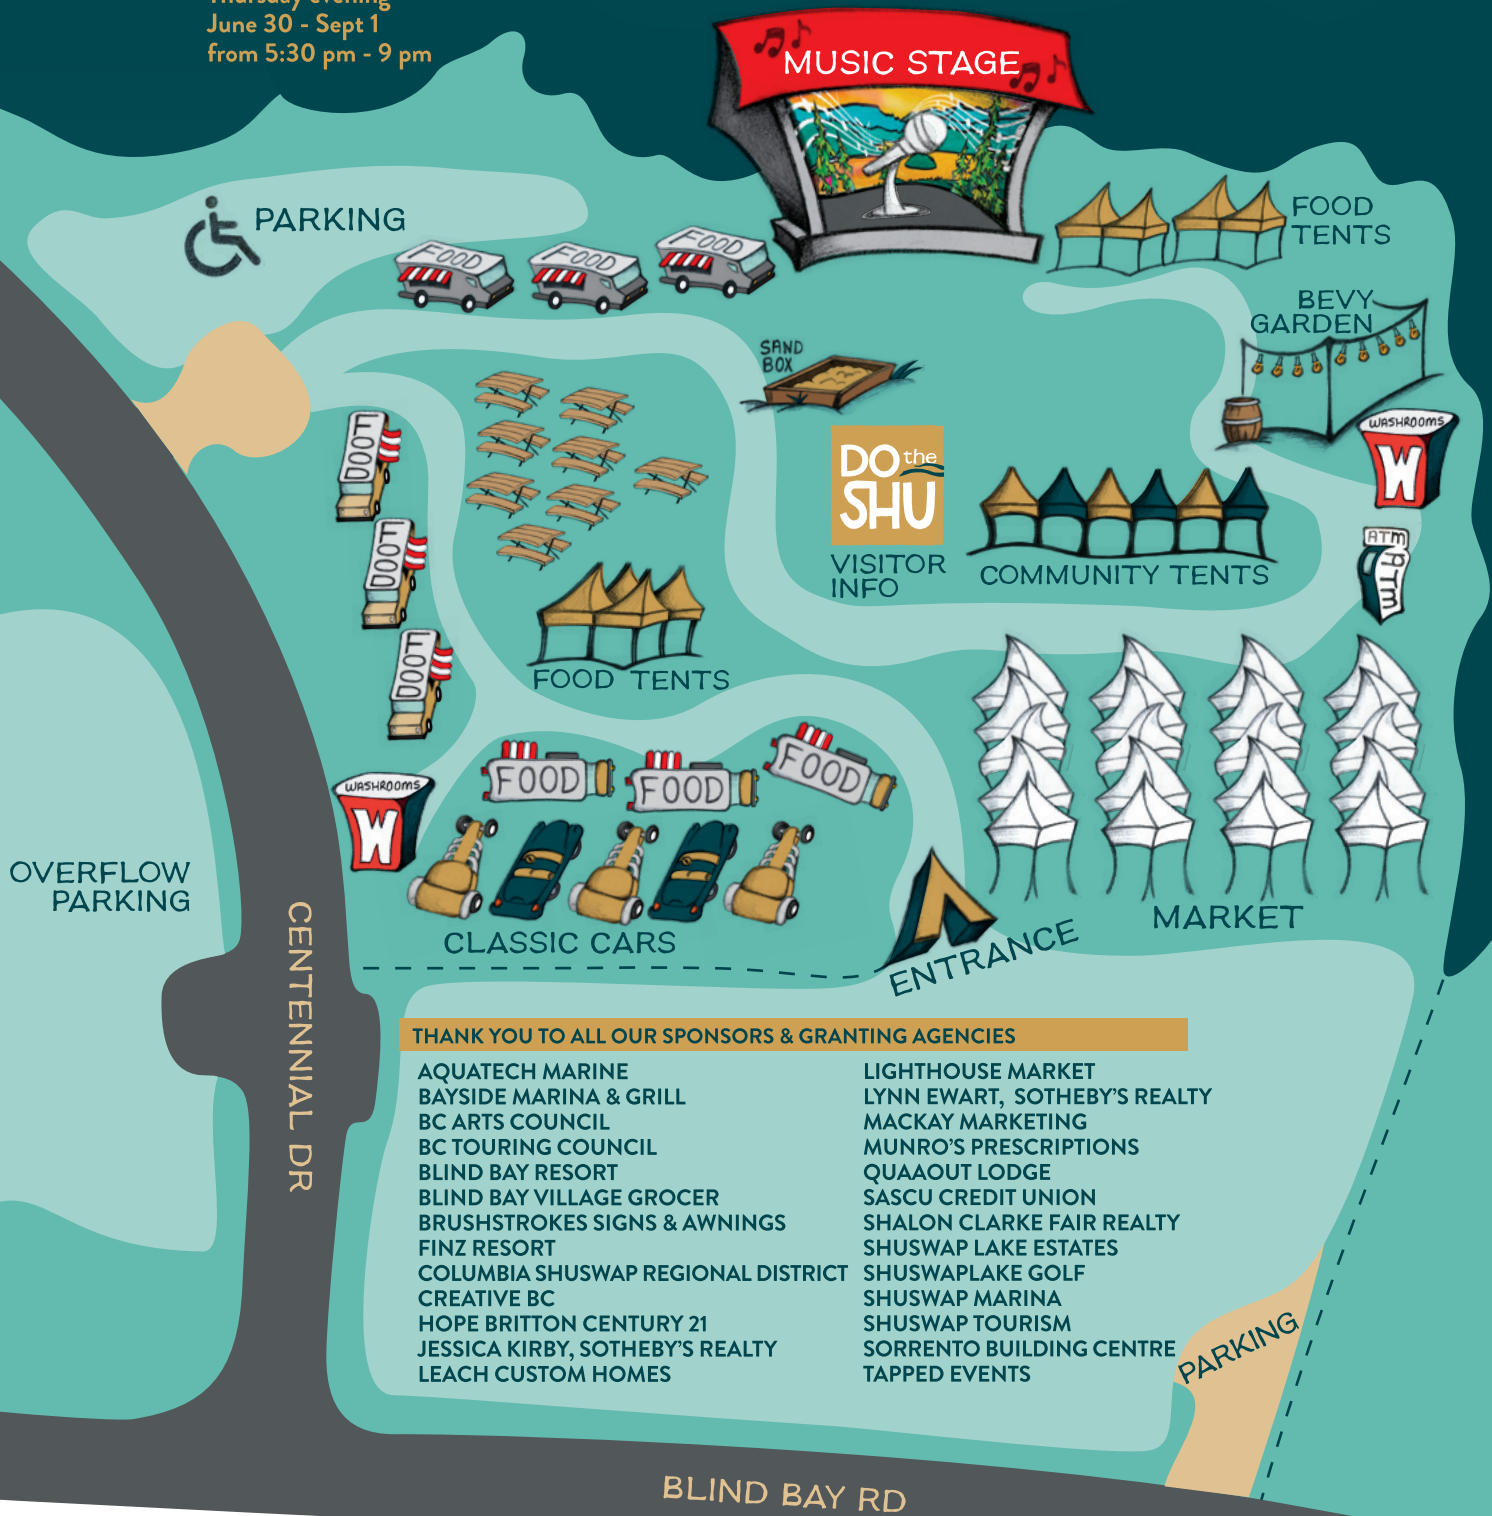 Thursday evening
June 30 - Sept 1
from 5:30 pm - 9 pm
MUSIC STAGE
PARKING
FOOD
FOOD
FOOD
FOOD
TENTS
BEVY
GARDEN
SAND
BOX
WASHROOMS
W
FOOD
FOOD
FOOD
DO the
SHU
VISITOR
INFO
COMMUNITY TENTS
ATM
ATM
FOOD TENTS
FOOD
FOOD
FOOD
WASHROOMS
W
OVERFLOW
PARKING
CENTENNIAL DR
CLASSIC CARS
ENTRANCE
MARKET
THANK YOU TO ALL OUR SPONSORS & GRANTING AGENCIES
AQUATECH MARINE
BAYSIDE MARINA & GRILL
BC ARTS COUNCIL
BC TOURING COUNCIL
BLIND BAY RESORT
BLIND BAY VILLAGE GROCER
BRUSHSTROKES SIGNS & AWNINGS
FINZ RESORT
COLUMBIA SHUSWAP REGIONAL DISTRICT
CREATIVE BC
HOPE BRITTON CENTURY 21
JESSICA KIRBY, SOTHEBY'S REALTY
LEACH CUSTOM HOMES
LIGHTHOUSE MARKET
LYNN EWART, SOTHEBY'S REALTY
MACKAY MARKETING
MUNRO'S PRESCRIPTIONS
QUAAOUT LODGE
SASCU CREDIT UNION
SHALON CLARKE FAIR REALTY
SHUSWAP LAKE ESTATES
SHUSWAPLAKE GOLF
SHUSWAP MARINA
SHUSWAP TOURISM
SORRENTO BUILDING CENTRE
TAPPED EVENTS
PARKING
BLIND BAY RD